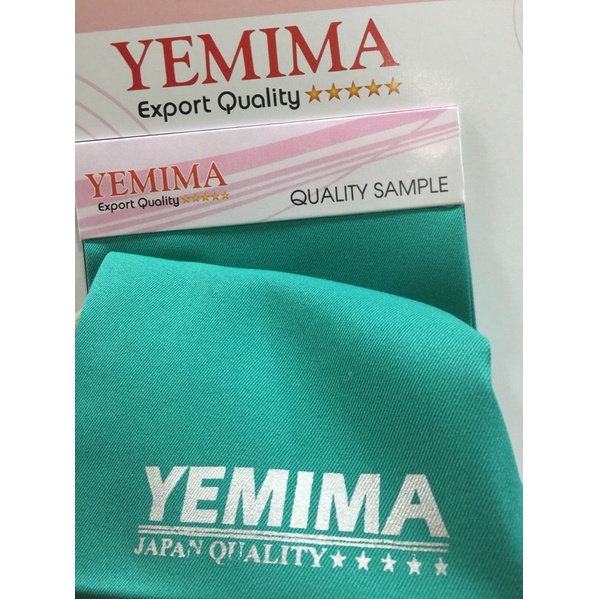 YEMIMA
Export Quality ★★★★★
YEMIMA
Export Quality ★★★★★
QUALITY SAMPLE
YEMIMA
JAPAN QUALITY ★★★★★